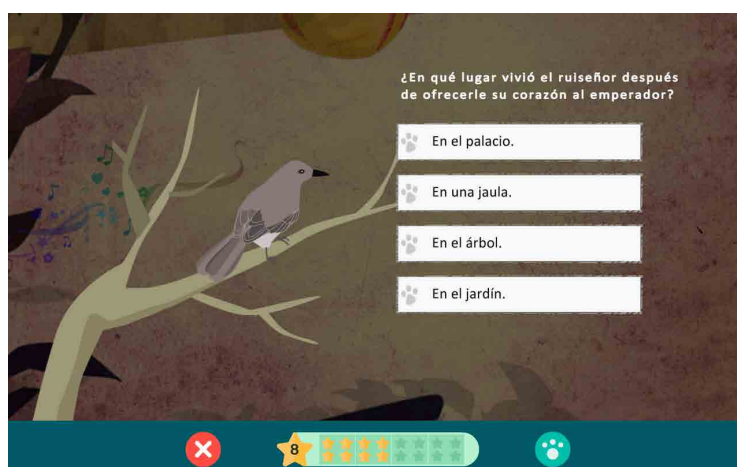 ¿En qué lugar vivió el ruiseñor después
de ofrecerle su corazón al emperador?
En el palacio.
En una jaula.
En el árbol.
En el jardín.
8